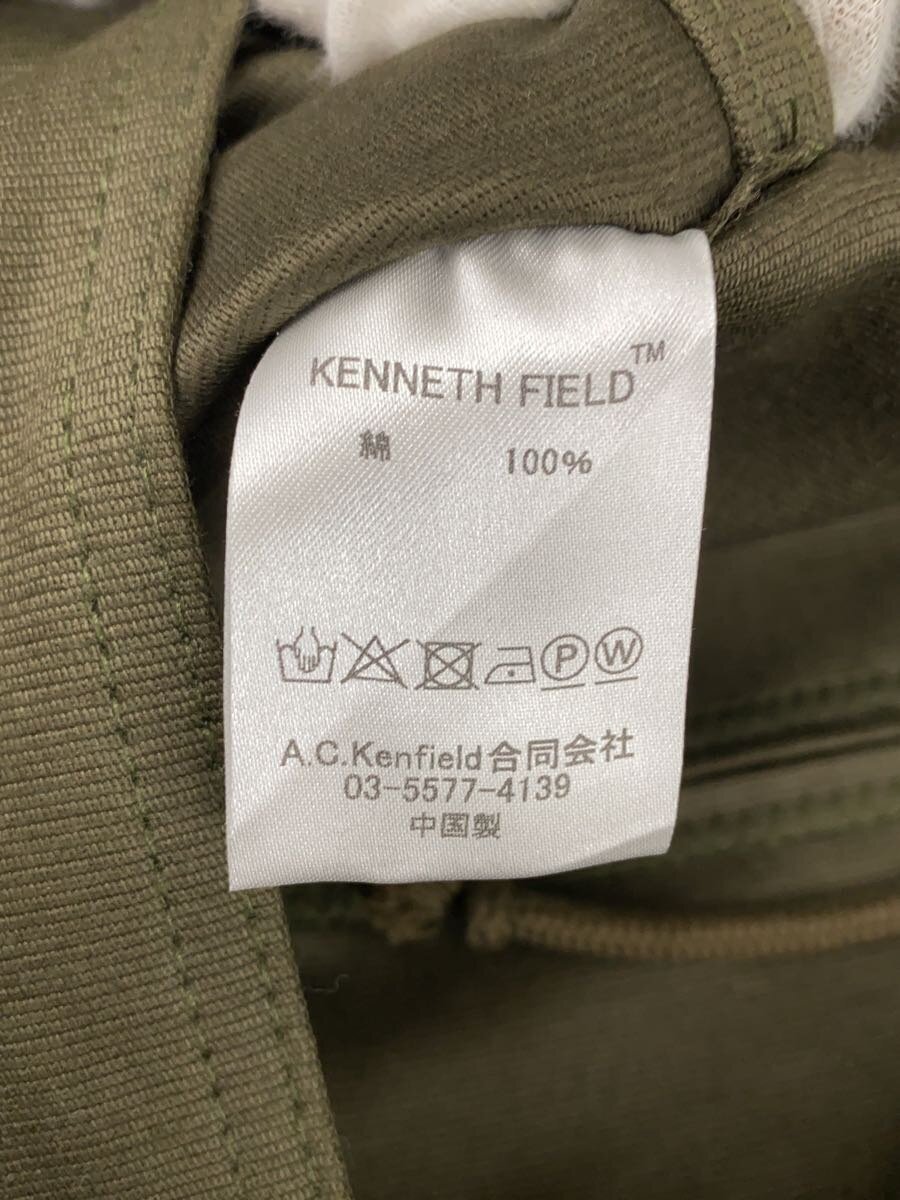 KENNETH FIELD™
綿 100%
P W
A.C.Kenfield合同会社
03-5577-4139
中国製